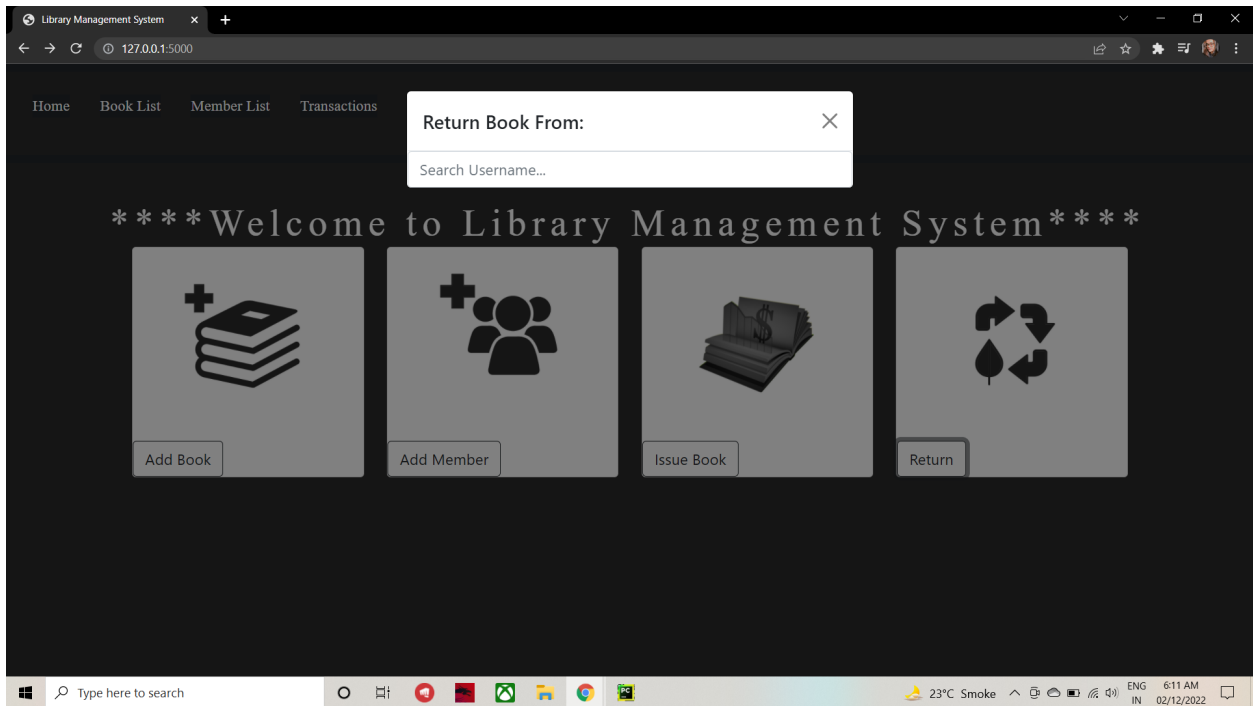 Library Management System
127.0.0.1:5000
Home Book List Member List Transactions
Return Book From:
Search Username...
****Welcome to Library Management System****
$
Add Book Add Member Issue Book Return
Type here to search
PC
23°C Smoke
ENG
IN
6:11 AM
02/12/2022